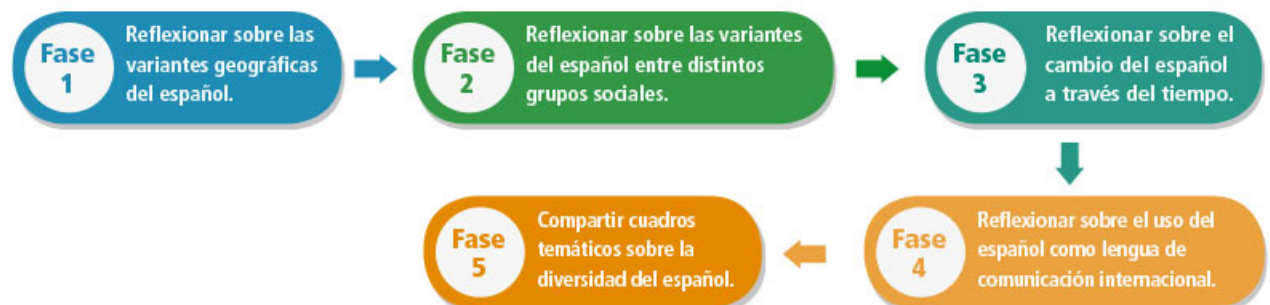 Fase
1
Reflexionar sobre las
variantes geográficas
del español.
Fase
2
Reflexionar sobre las variantes
del español entre distintos
grupos sociales.
Fase
3
Reflexionar sobre el
cambio del español
a través del tiempo.
Fase
4
Reflexionar sobre el uso del
español como lengua de
comunicación internacional.
Fase
5
Compartir cuadros
temáticos sobre la
diversidad del español.